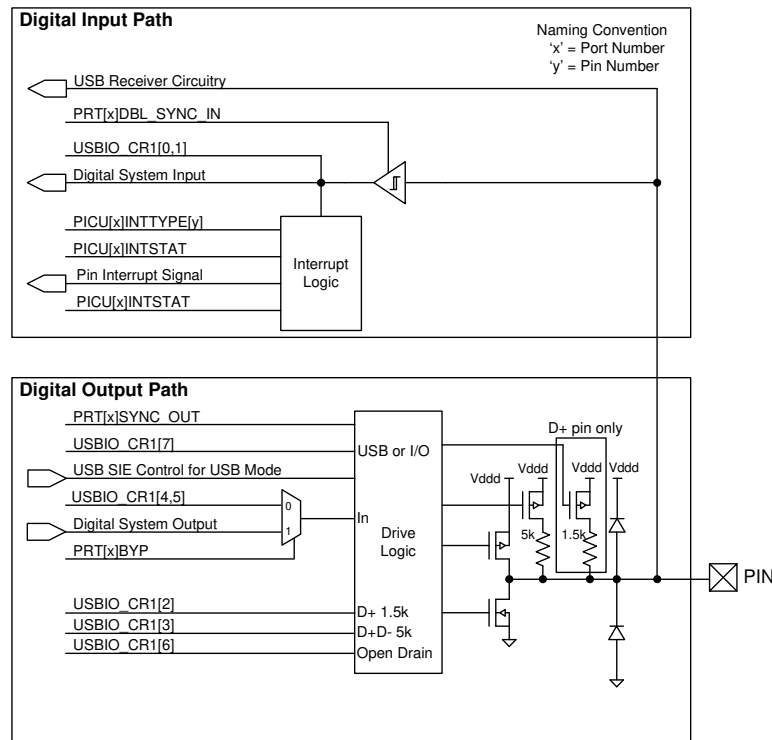 Digital Input Path
Naming Convention
‘x’ = Port Number
‘y’ = Pin Number
USB Receiver Circuitry
PRT[x]DBL_SYNC_IN
USBIO_CR1[0,1]
Digital System Input
PICU[x]INTTYPE[y]
PICU[x]INTSTAT
Pin Interrupt Signal
PICU[x]INTSTAT
Interrupt
Logic
Digital Output Path
PRT[x]SYNC_OUT
USBIO_CR1[7]
USB or I/O
USB SIE Control for USB Mode
USBIO_CR1[4,5]
0
Digital System Output
1
In
PRT[x]BYP
Drive
Logic
USBIO_CR1[2]
D+ 1.5k
USBIO_CR1[3]
D+D- 5k
USBIO_CR1[6]
Open Drain
D+ pin only
Vddd
Vddd
Vddd
Vddd
5k
1.5k
PIN